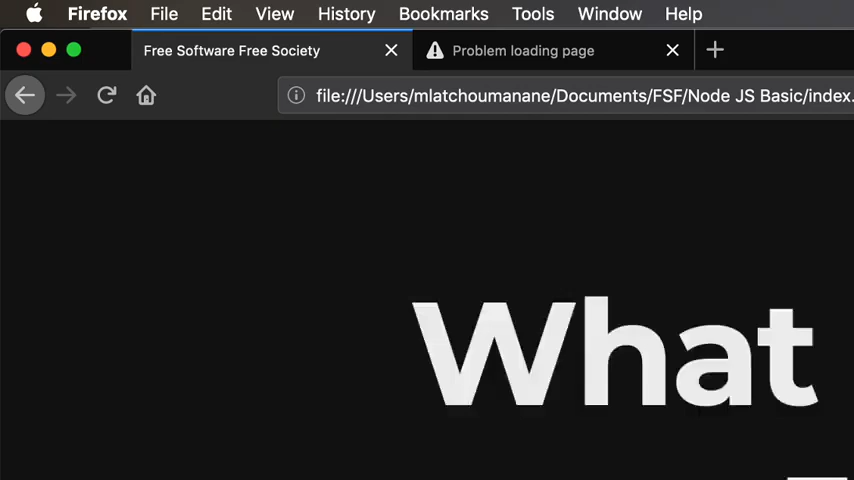 Firefox File Edit View History Bookmarks Tools Window Help
Free Software Free Society Problem loading page
file:///Users/mlatchoumanane/Documents/FSF/Node JS Basic/index.
What